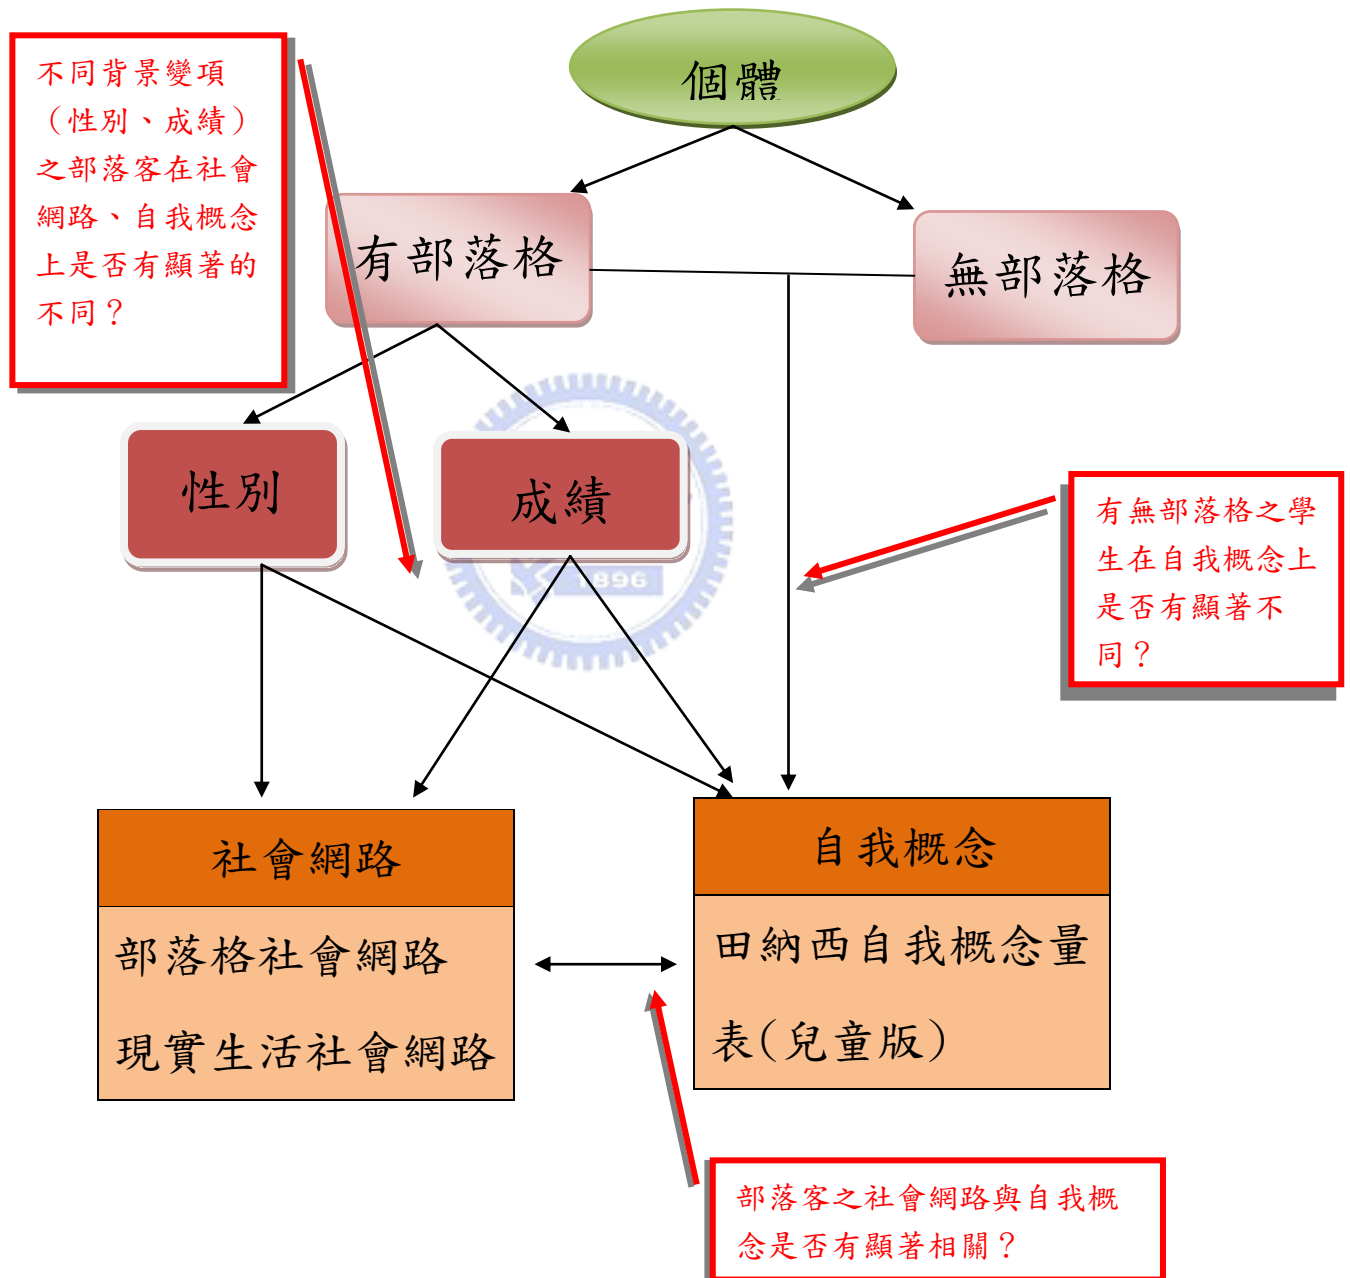 個體
不同背景變項
（性別、成績）
之部落客在社會
網路、自我概念
上是否有顯著的
不同？
有部落格
無部落格
性別
成績
1896
有無部落格之學
生在自我概念上
是否有顯著不
同？
社會網路
部落格社會網路
現實生活社會網路
自我概念
田納西自我概念量
表(兒童版)
部落客之社會網路與自我概
念是否有顯著相關？